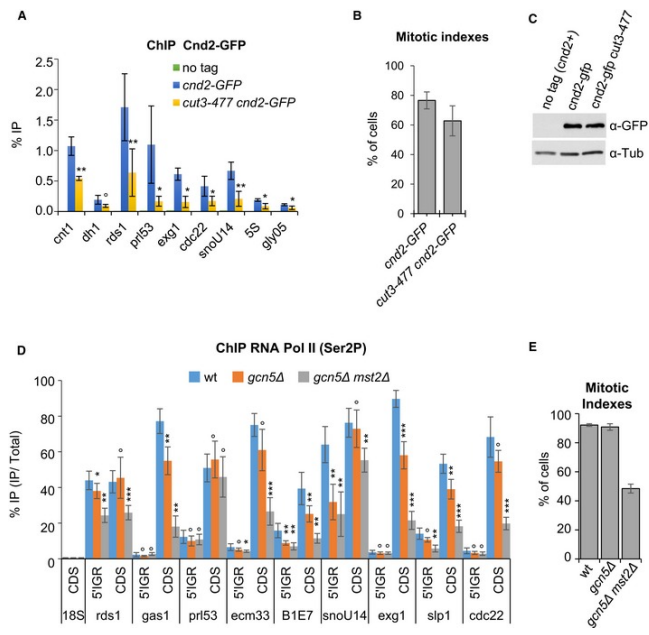 A
ChIP Cnd2-GFP
no tag
cnd2-GFP
cut3-477 cnd2-GFP
% IP
2.5
2.0
1.5
1.0
0.5
0.0
** ° ** * * * ** * *
cnt1 dh1 rds1 prl53 exg1 cdc22 snoU14 5S gly05
B
Mitotic indexes
% of cells
100
80
60
40
20
0
cnd2-GFP
cut3-477 cnd2-GFP
C
no tag (cnd2+)
cnd2-gfp
cnd2-gfp cut3-477
α-GFP
α-Tub
D
ChIP RNA Pol II (Ser2P)
wt gcn5Δ gcn5Δ mst2Δ
% IP (IP/ Total)
100
80
60
40
20
0
CDS 5'IGR CDS 5'IGR CDS 5'IGR CDS 5'IGR CDS 5'IGR CDS 5'IGR CDS 5'IGR CDS 5'IGR CDS 5'IGR CDS
18S rds1 gas1 prl53 ecm33 B1E7 snoU14 exg1 slp1 cdc22
E
Mitotic
Indexes
% of cells
100
80
60
40
20
0
wt
gcn5Δ
gcn5Δ mst2Δ